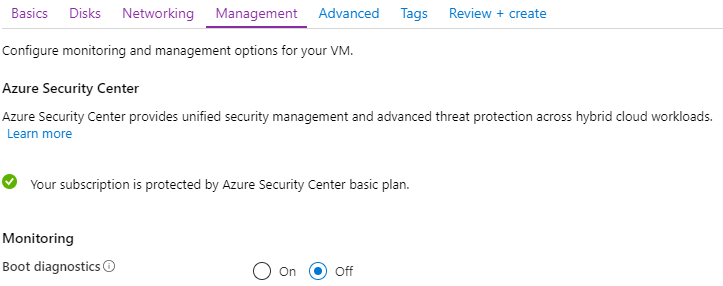 Basics Disks Networking Management Advanced Tags Review + create
Configure monitoring and management options for your VM.
Azure Security Center
Azure Security Center provides unified security management and advanced threat protection across hybrid cloud workloads.
Learn more
Your subscription is protected by Azure Security Center basic plan.
Monitoring
Boot diagnostics On Off